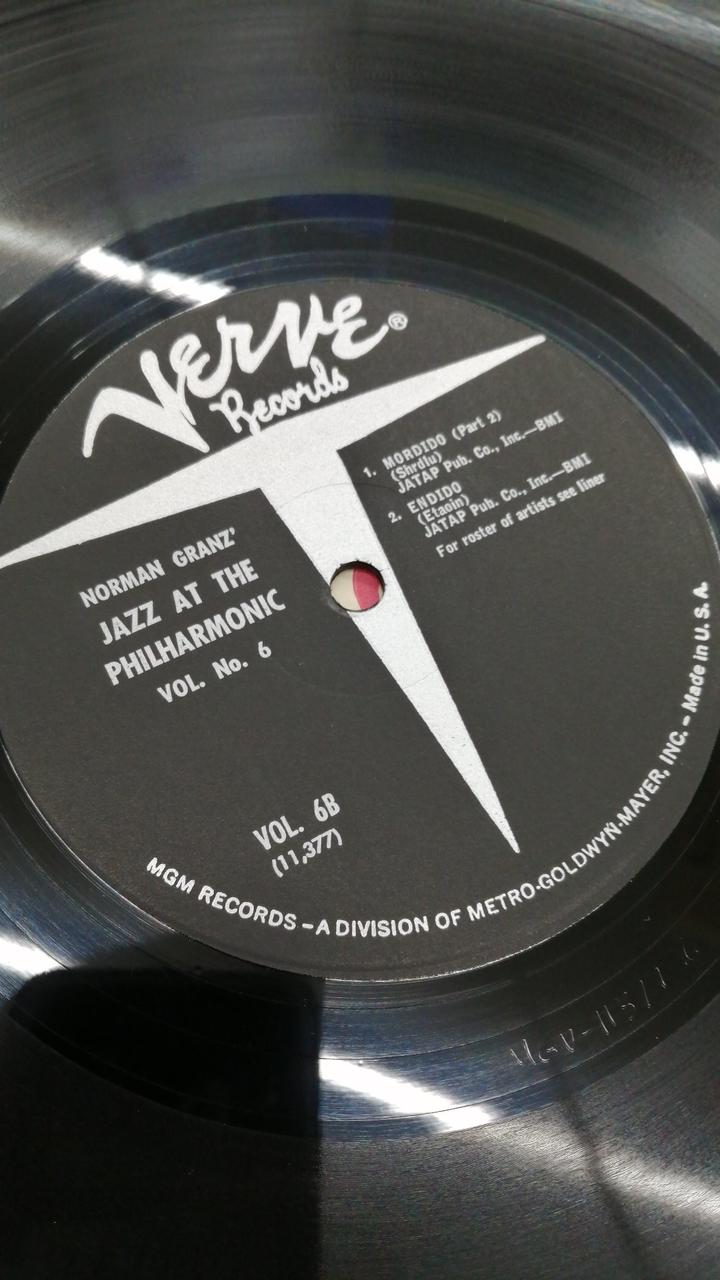 VERVE ®
Records
1. MORDIDO (Part 2)
(Shrdlu)
JATAP Pub. Co., Inc.—BMI
2. ENDIDO
(Etaoin)
JATAP Pub. Co., Inc.—BMI
For roster of artists see liner
NORMAN GRANZ'
JAZZ AT THE
PHILHARMONIC
VOL. No. 6
VOL. 6B
(11,377)
MGM RECORDS – A DIVISION OF METRO-GOLDWYN-MAYER, INC. – Made in U. S. A.